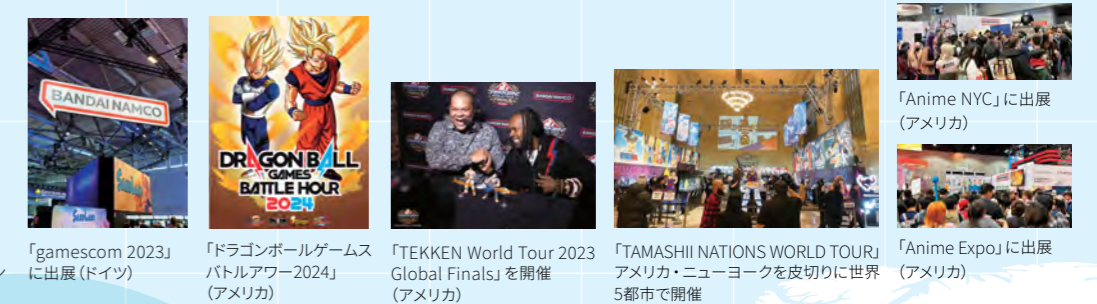 BANDAI NAMCO
「gamescom 2023」
に出展（ドイツ）
DRAGON BALL
"GAMES"
BATTLE HOUR
2024
「ドラゴンボールゲームス
バトルアワー2024」
（アメリカ）
BANDAI NAMCO
「TEKKEN World Tour 2023
Global Finals」を開催
（アメリカ）
「TAMASHII NATIONS WORLD TOUR」
アメリカ・ニューヨークを皮切りに世界
5都市で開催
「Anime NYC」に出展
（アメリカ）
「Anime Expo」に出展
（アメリカ）